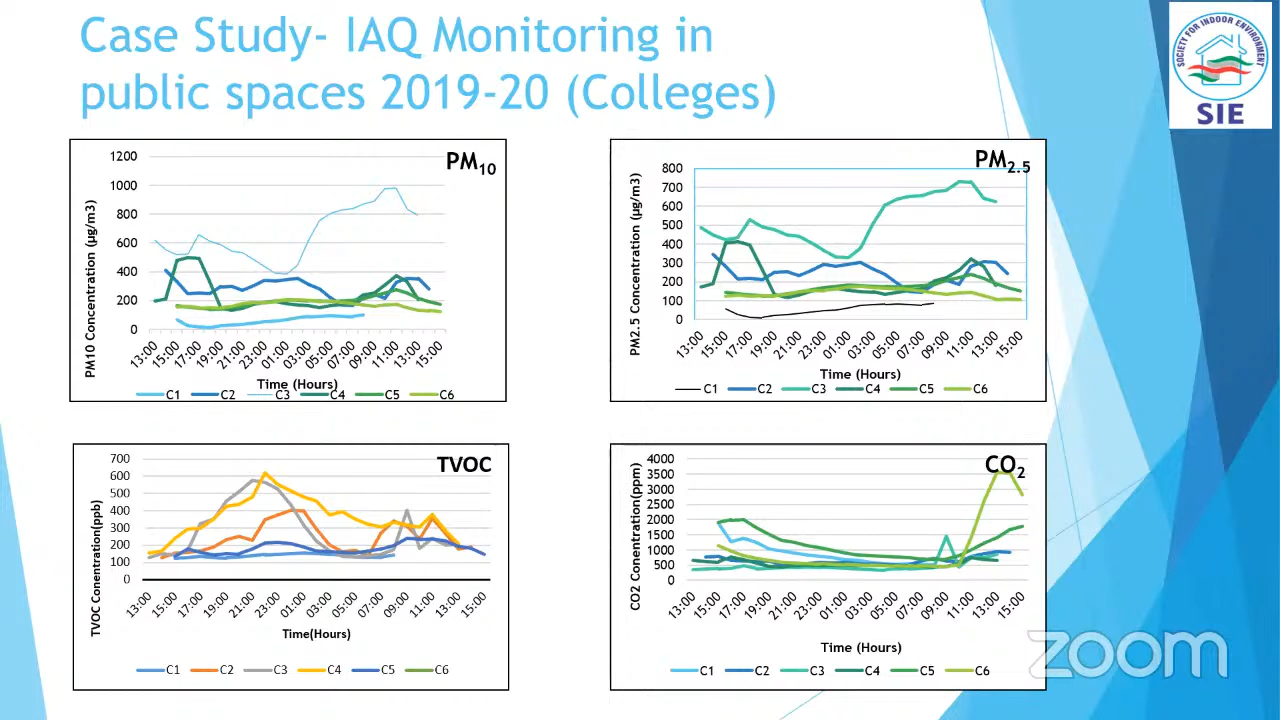 Case Study- IAQ Monitoring in
public spaces 2019-20 (Colleges)
SOCIETY FOR INDOOR ENVIRONMENT
SIE
PM10
PM10 Concentration (µg/m3)
1200
1000
800
600
400
200
0
13:00 15:00 17:00 19:00 21:00 23:00 01:00 03:00 05:00 07:00 09:00 11:00 13:00 15:00
Time (Hours)
C1 C2 C3 C4 C5 C6
PM2.5
PM2.5 Concentration (µg/m3)
800
700
600
500
400
300
200
100
0
13:00 15:00 17:00 19:00 21:00 23:00 01:00 03:00 05:00 07:00 09:00 11:00 13:00 15:00
Time (Hours)
C1 C2 C3 C4 C5 C6
TVOC
TVOC Conentration(ppb)
700
600
500
400
300
200
100
0
13:00 15:00 17:00 19:00 21:00 23:00 01:00 03:00 05:00 07:00 09:00 11:00 13:00 15:00
Time(Hours)
C1 C2 C3 C4 C5 C6
CO2
CO2 Conentration(ppm)
4000
3500
3000
2500
2000
1500
1000
500
0
13:00 15:00 17:00 19:00 21:00 23:00 01:00 03:00 05:00 07:00 09:00 11:00 13:00 15:00
Time (Hours)
C1 C2 C3 C4 C5 C6
zoom